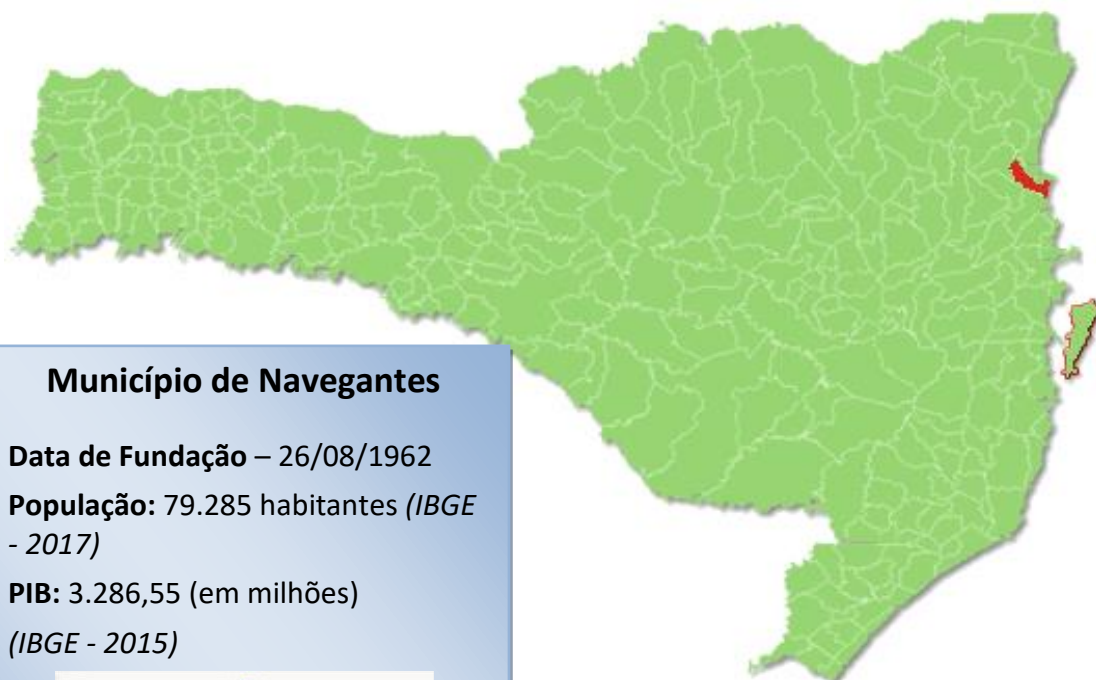 Município de Navegantes
Data de Fundação – 26/08/1962
População: 79.285 habitantes (IBGE
- 2017)
PIB: 3.286,55 (em milhões)
(IBGE - 2015)